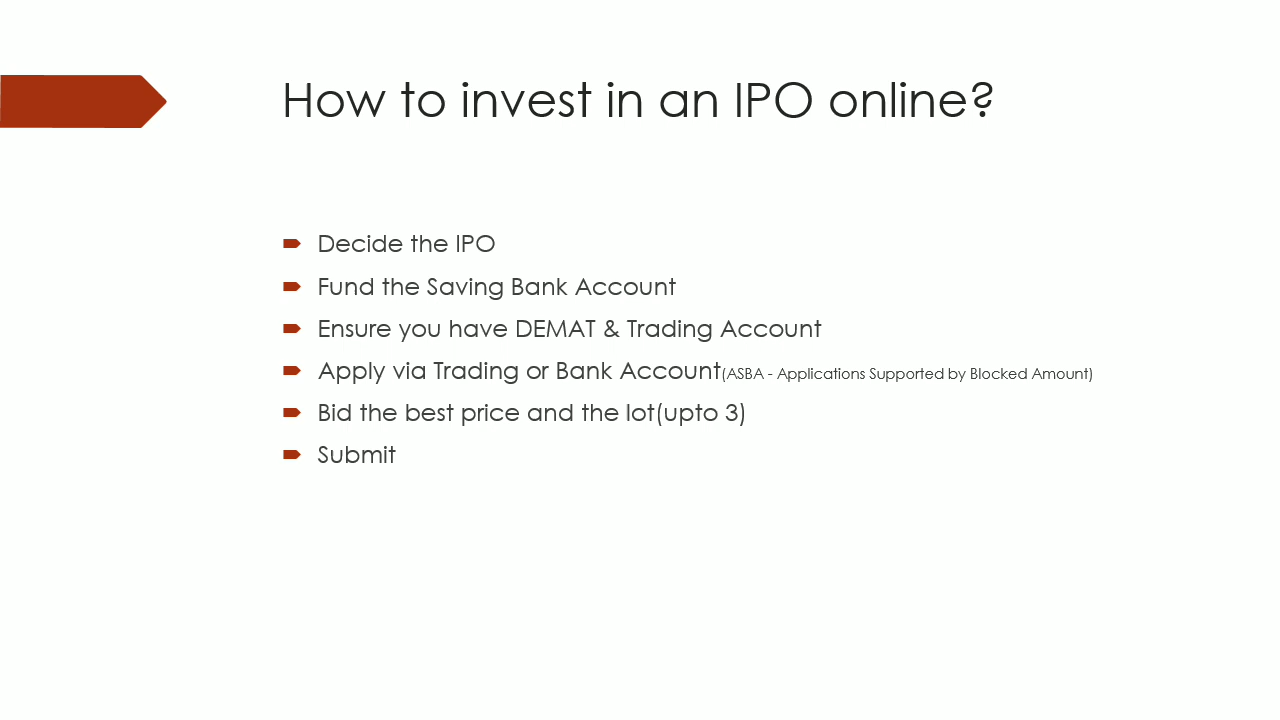 How to invest in an IPO online?
Decide the IPO
Fund the Saving Bank Account
Ensure you have DEMAT & Trading Account
Apply via Trading or Bank Account(ASBA - Applications Supported by Blocked Amount)
Bid the best price and the lot(upto 3)
Submit